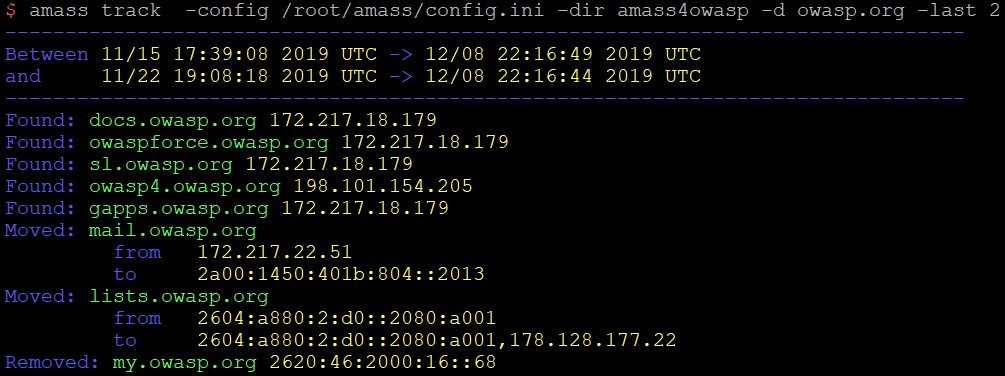 $ amass track  -config /root/amass/config.ini -dir amass4owasp -d owasp.org -last 2
--------------------------------------------------------------------------------
Between 11/15 17:39:08 2019 UTC -> 12/08 22:16:49 2019 UTC
and     11/22 19:08:18 2019 UTC -> 12/08 22:16:44 2019 UTC
--------------------------------------------------------------------------------
Found: docs.owasp.org 172.217.18.179
Found: owaspforce.owasp.org 172.217.18.179
Found: sl.owasp.org 172.217.18.179
Found: owasp4.owasp.org 198.101.154.205
Found: gapps.owasp.org 172.217.18.179
Moved: mail.owasp.org
         from   172.217.22.51
         to     2a00:1450:401b:804::2013
Moved: lists.owasp.org
         from   2604:a880:2:d0::2080:a001
         to     2604:a880:2:d0::2080:a001,178.128.177.22
Removed: my.owasp.org 2620:46:2000:16::68